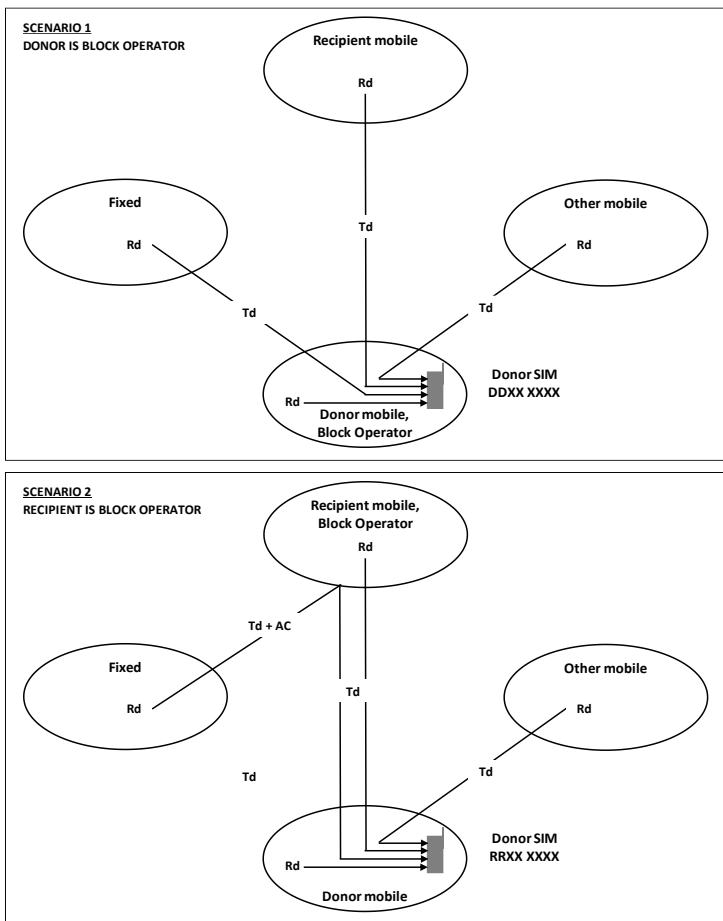 SCENARIO 1
DONOR IS BLOCK OPERATOR
Recipient mobile
Rd
Fixed
Rd
Other mobile
Rd
Td
Td
Td
Donor SIM
DDXX XXXX
Rd
Donor mobile,
Block Operator
SCENARIO 2
RECIPIENT IS BLOCK OPERATOR
Recipient mobile,
Block Operator
Rd
Td + AC
Fixed
Rd
Other mobile
Rd
Td
Td
Td
Donor SIM
RRXX XXXX
Rd
Donor mobile